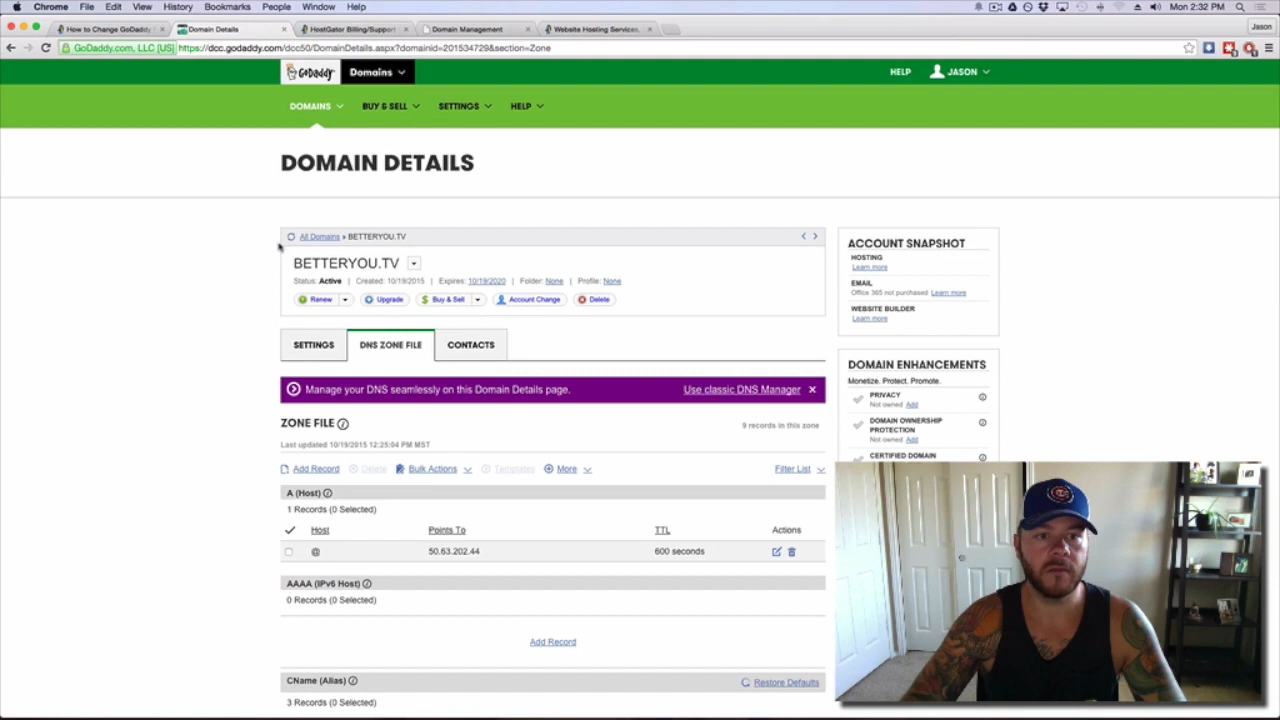 Chrome File Edit View History Bookmarks People Window Help Mon 2:32 PM
How to Change GoDaddy Domain Details HostGator Billing/Support Domain Management Website Hosting Services, Jason
GoDaddy.com, LLC [US] https://dcc.godaddy.com/dcc50/DomainDetails.aspx?domainid=201534729&section=Zone
GoDaddy Domains HELP JASON
DOMAINS BUY & SELL SETTINGS HELP
DOMAIN DETAILS
All Domains » BETTERYOU.TV
BETTERYOU.TV
Status: Active | Created: 10/19/2015 | Expires: 10/19/2020 | Folder: None | Profile: None
Renew Upgrade Buy & Sell Account Change Delete
SETTINGS DNS ZONE FILE CONTACTS
Manage your DNS seamlessly on this Domain Details page. Use classic DNS Manager
ZONE FILE 9 records in this zone
Last updated 10/19/2015 12:25:04 PM MST
Add Record Delete Bulk Actions Templates More Filter List
A (Host)
1 Records (0 Selected)
Host Points To TTL Actions
@ 50.63.202.44 600 seconds
AAAA (IPv6 Host)
0 Records (0 Selected)
Add Record
CName (Alias) Restore Defaults
3 Records (0 Selected)
ACCOUNT SNAPSHOT
HOSTING
Learn more
EMAIL
Office 365 not purchased Learn more
WEBSITE BUILDER
Learn more
DOMAIN ENHANCEMENTS
Monetize. Protect. Promote.
PRIVACY
Not owned Add
DOMAIN OWNERSHIP
PROTECTION
Not owned Add
CERTIFIED DOMAIN